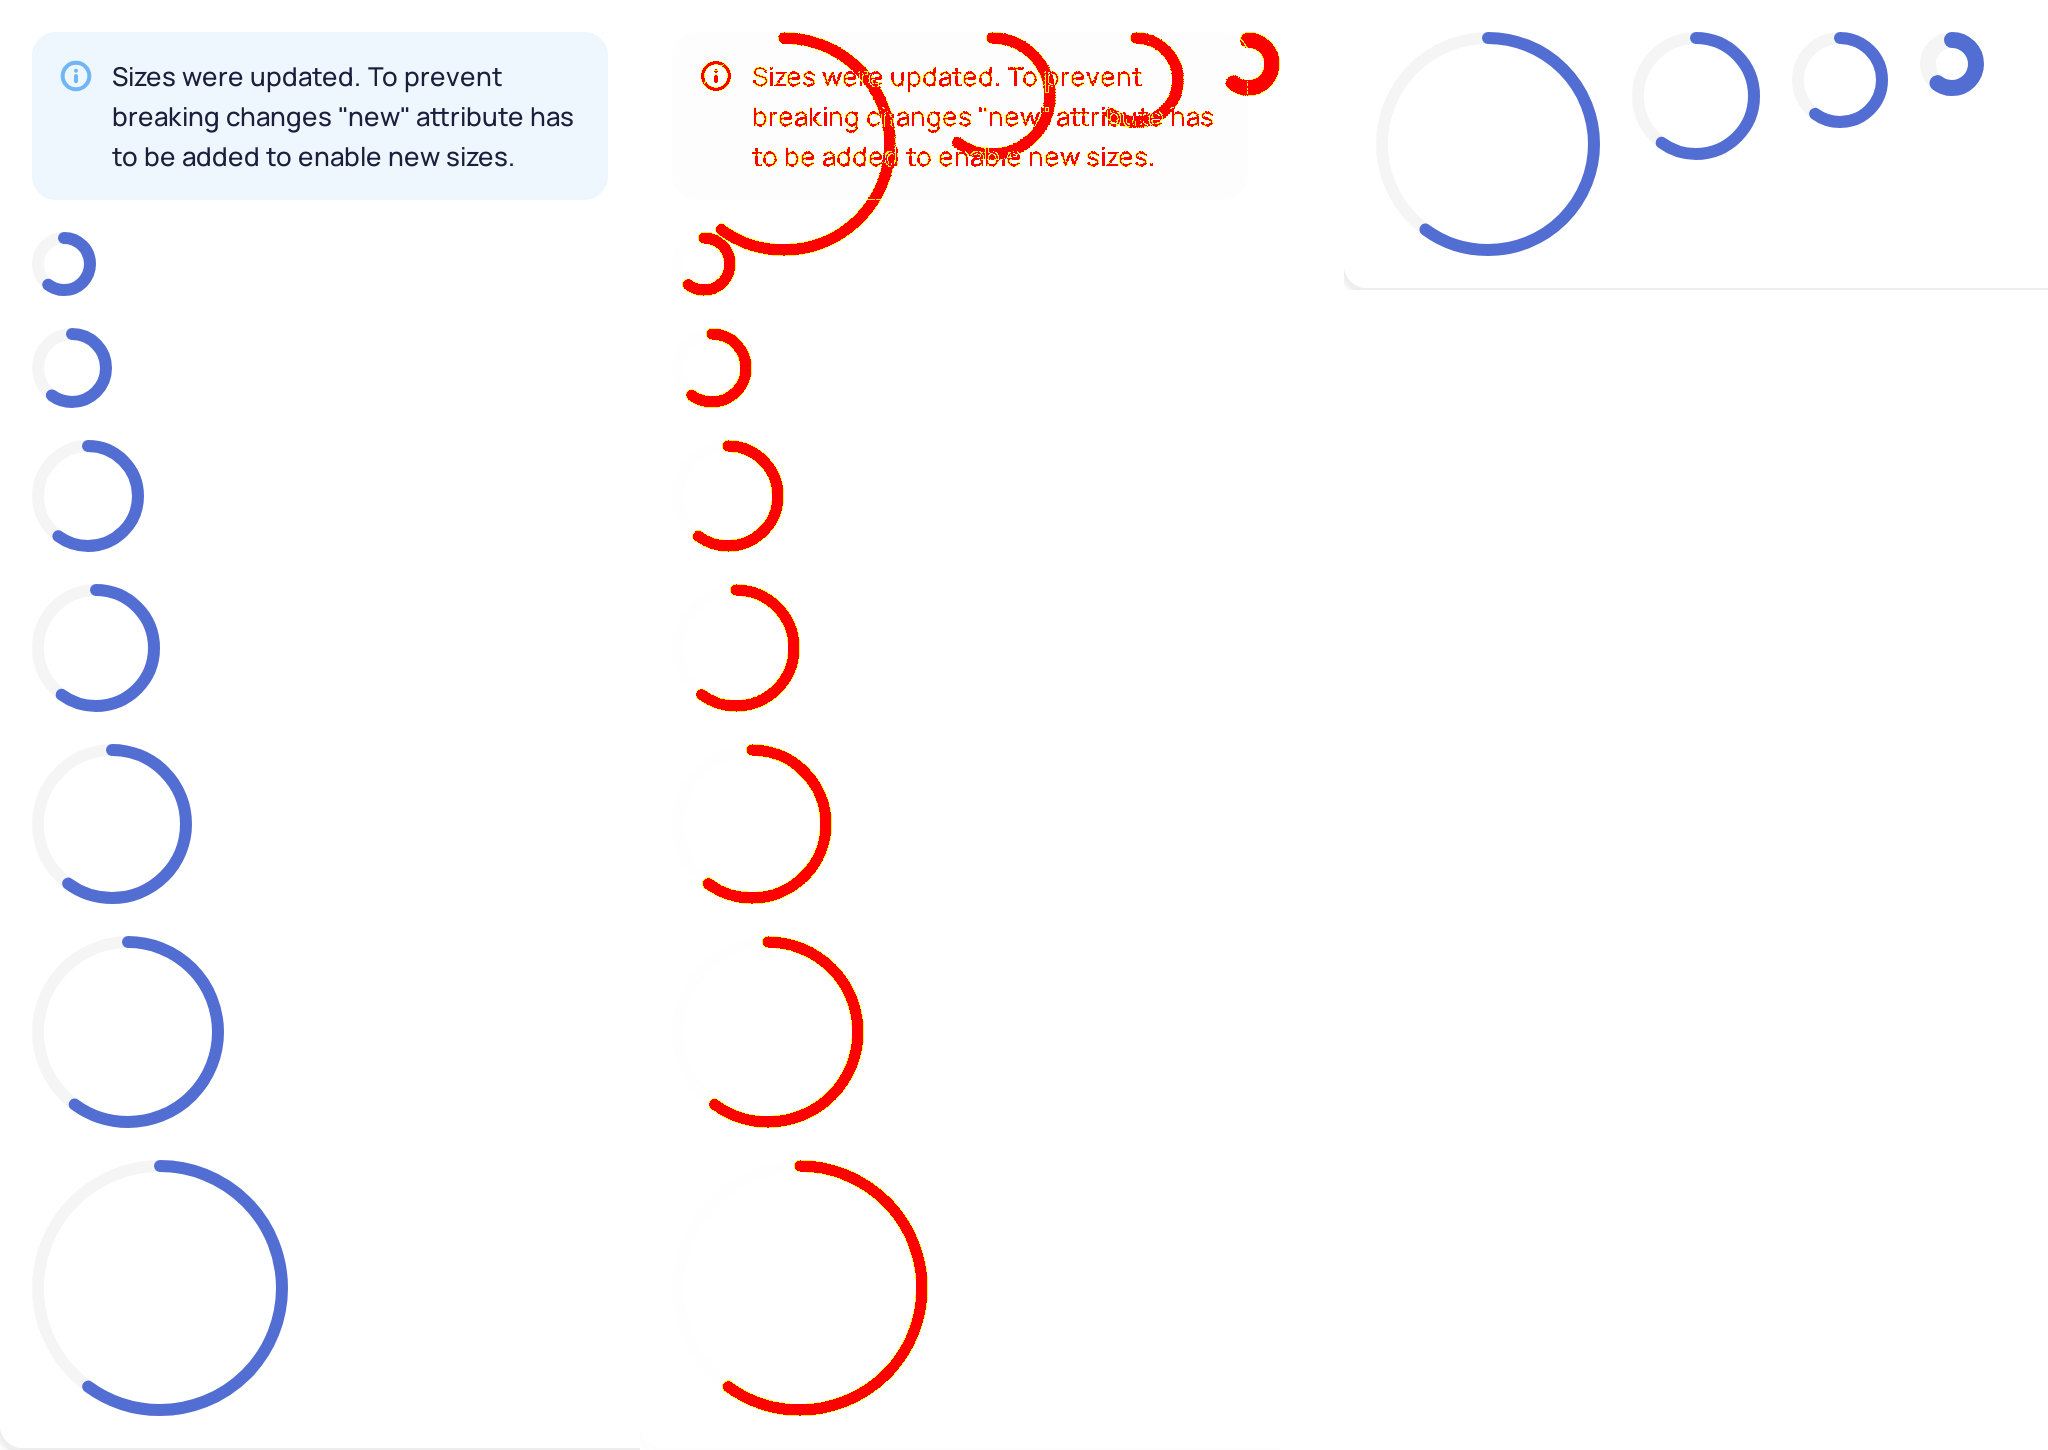 Sizes were updated. To prevent
breaking changes "new" attribute has
to be added to enable new sizes.
Sizes were updated. To prevent
breaking changes "new" attribute has
to be added to enable new sizes.